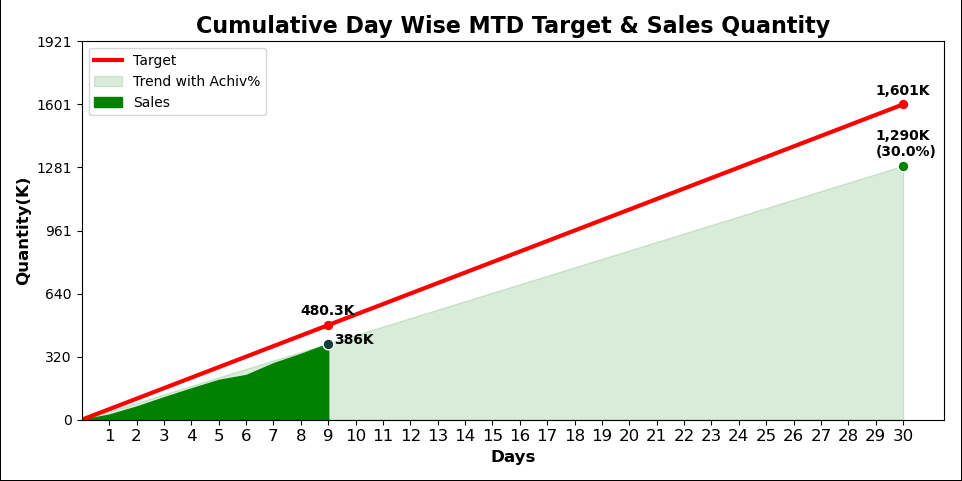 Cumulative Day Wise MTD Target & Sales Quantity
1921
1601
1281
961
640
320
0
Quantity(K)
Target
Trend with Achiv%
Sales
1,601K
1,290K
(30.0%)
480.3K
386K
1 2 3 4 5 6 7 8 9 10 11 12 13 14 15 16 17 18 19 20 21 22 23 24 25 26 27 28 29 30
Days